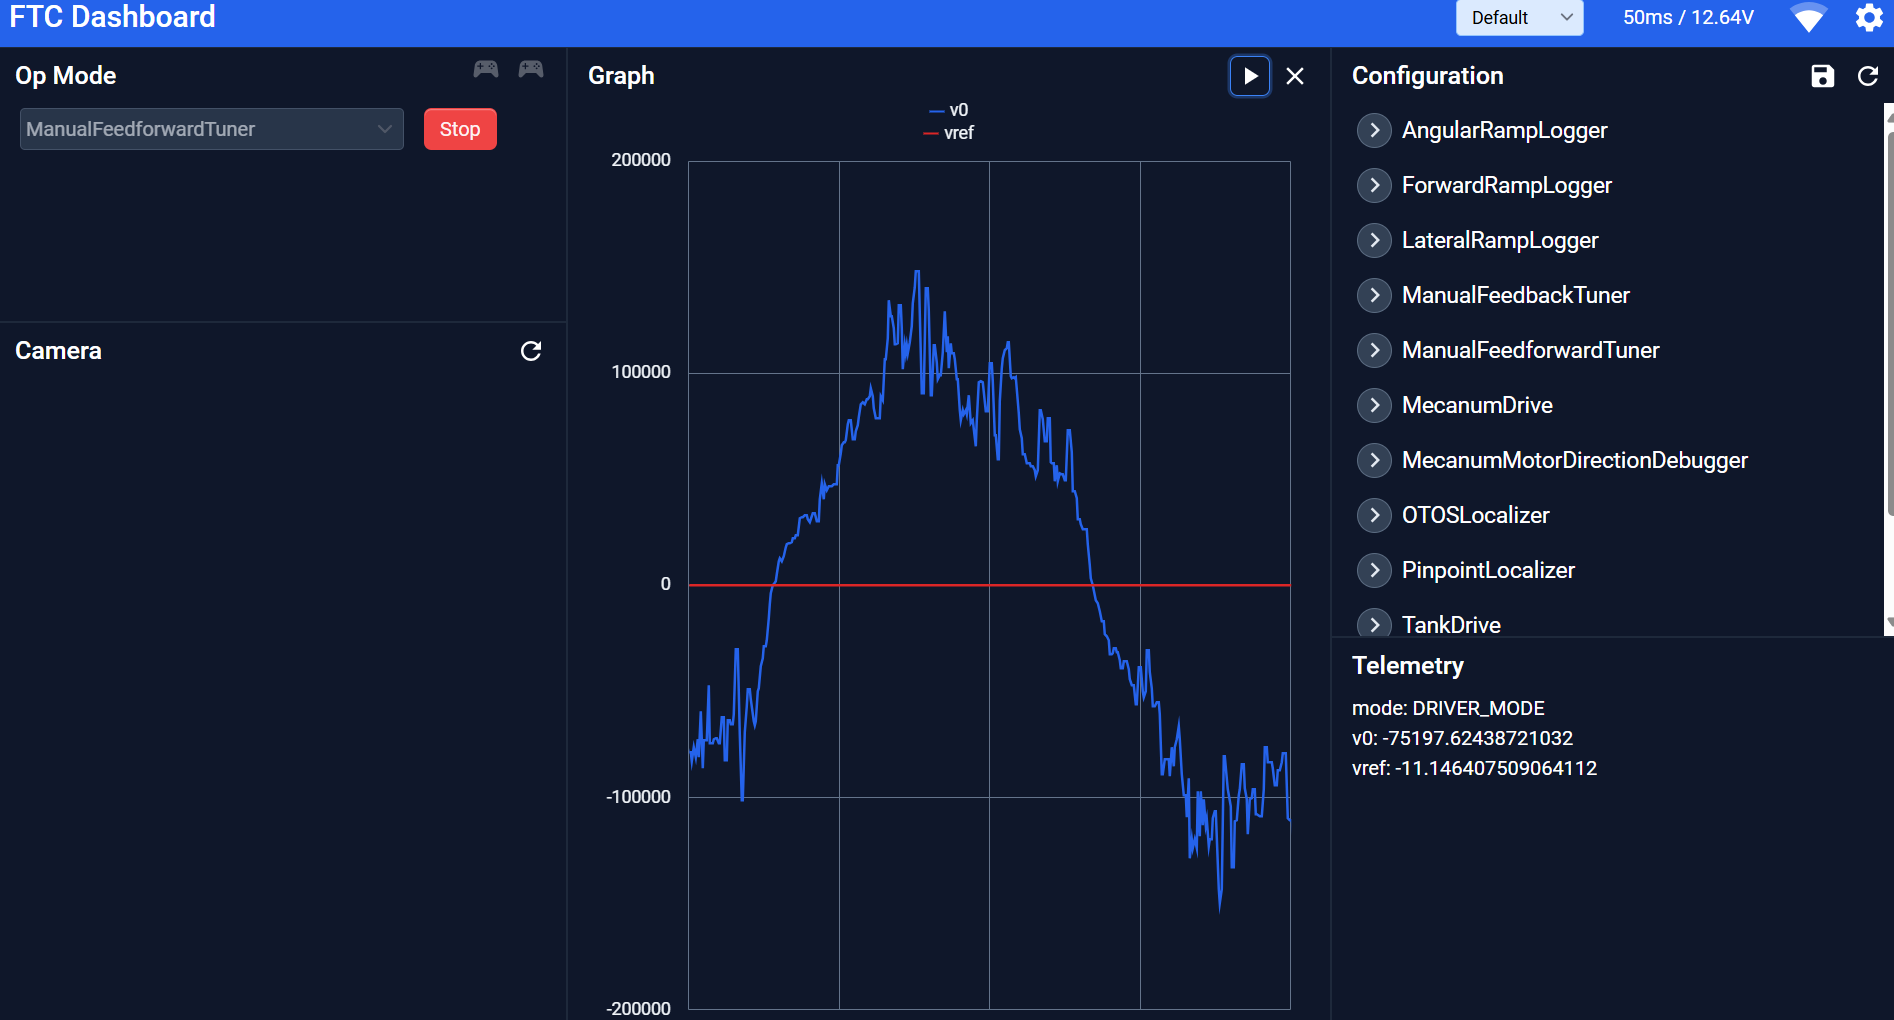 FTC Dashboard
Default
50ms / 12.64V
Op Mode
ManualFeedforwardTuner
Stop
Camera
Graph
v0
vref
200000
100000
0
-100000
-200000
Configuration
AngularRampLogger
ForwardRampLogger
LateralRampLogger
ManualFeedbackTuner
ManualFeedforwardTuner
MecanumDrive
MecanumMotorDirectionDebugger
OTOSLocalizer
PinpointLocalizer
TankDrive
Telemetry
mode: DRIVER_MODE
v0: -75197.62438721032
vref: -11.146407509064112